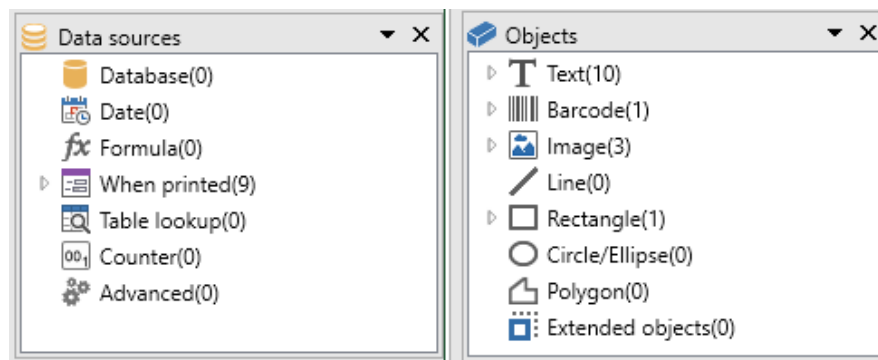 Data sources
Database(0)
Date(0)
Formula(0)
When printed(9)
Table lookup(0)
Counter(0)
Advanced(0)
Objects
Text(10)
Barcode(1)
Image(3)
Line(0)
Rectangle(1)
Circle/Ellipse(0)
Polygon(0)
Extended objects(0)